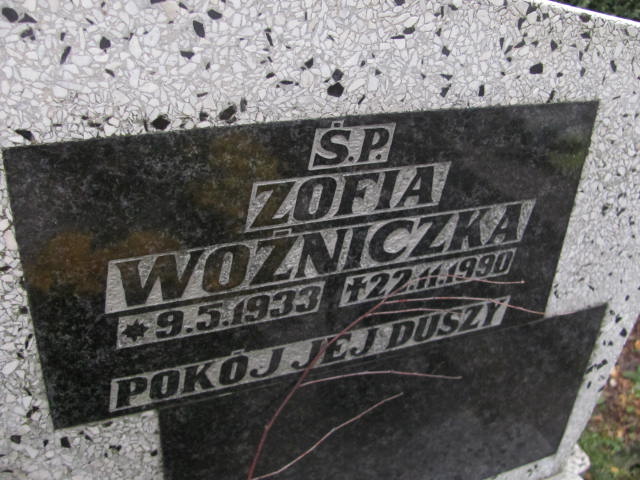 Ś.P.
ZOFIA
WOŹNICZKA
*9.5.1933 †22.11.1990
POKÓJ JEJ DUSZY